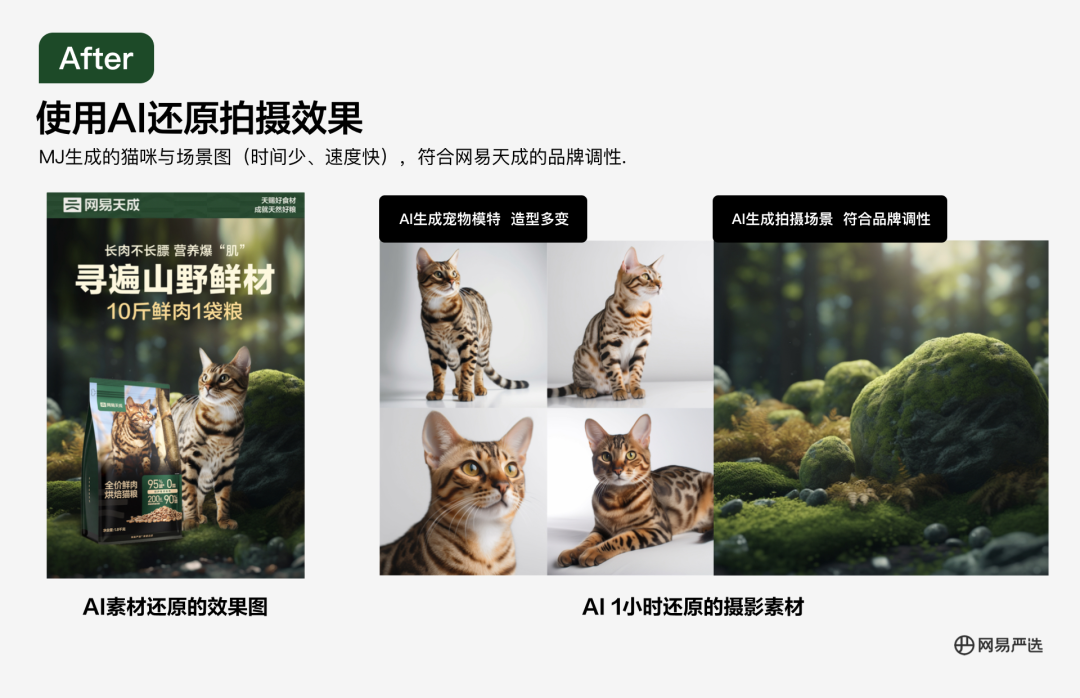 After
使用AI还原拍摄效果
MJ生成的猫咪与场景图（时间少、速度快），符合网易天成的品牌调性.
网易天成
天赐好食材
成就天然好粮
长肉不长膘 营养爆“肌”
寻遍山野鲜材
10斤鲜肉1袋粮
网易天成
全价鲜肉
烘焙猫粮
95% 0
200 90
AI生成宠物模特 造型多变
AI生成拍摄场景 符合品牌调性
AI素材还原的效果图
AI 1小时还原的摄影素材
网易严选